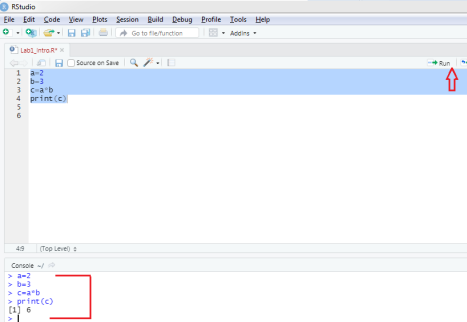 RStudio
File Edit Code View Plots Session Build Debug Profile Tools Help
Go to file/function Addins
Lab1_Intro.R*
Source on Save Run
1 a=2
2 b=3
3 c=a*b
4 print(c)
5
6
4:9 (Top Level)
Console ~/
> a=2
> b=3
> c=a*b
> print(c)
[1] 6
>